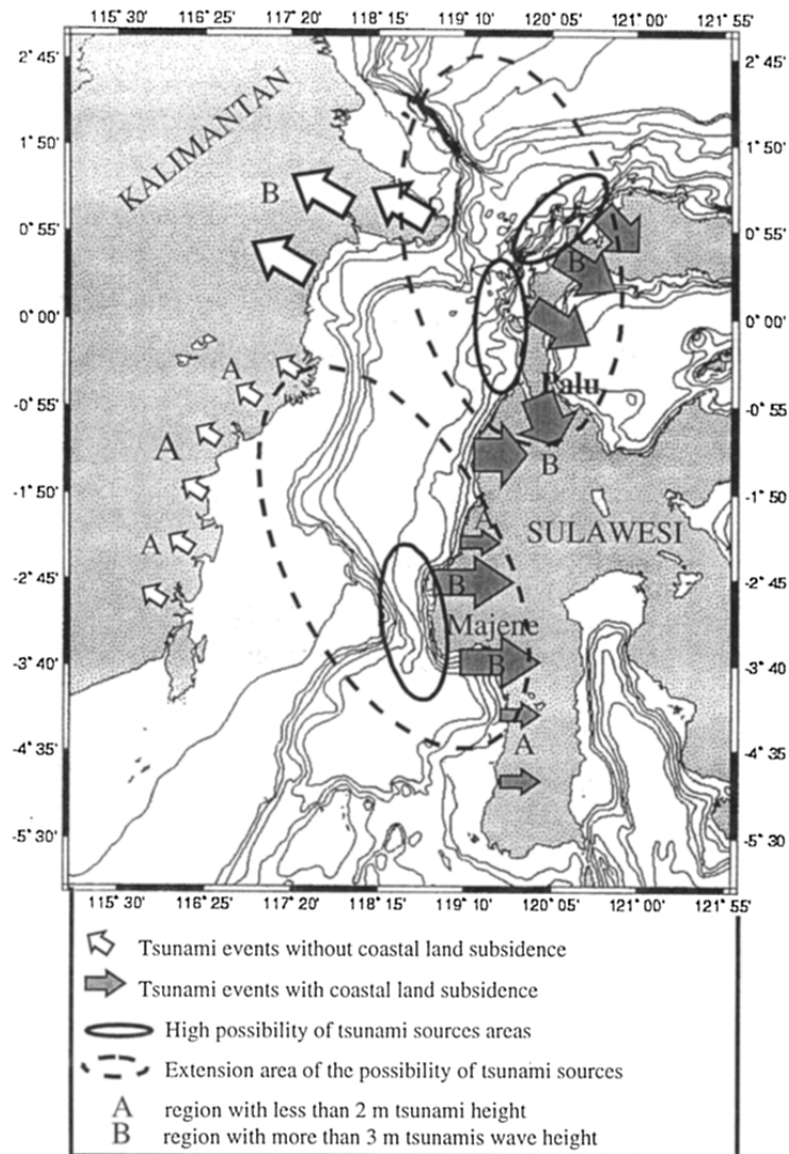 115° 30' 116° 25' 117° 20' 118° 15' 119° 10' 120° 05' 121° 00' 121° 55'
2° 45' 2° 45'
KALIMANTAN
1° 50' 1° 50'
B
0° 55' 0° 55'
B
0° 00' 0° 00'
A
Palu
-0° 55' -0° 55'
A
B
-1° 50' -1° 50'
A
SULAWESI
A
-2° 45' -2° 45'
B
Majene
-3° 40' -3° 40'
B
A
-4° 35' -4° 35'
-5° 30' -5° 30'
115° 30' 116° 25' 117° 20' 118° 15' 119° 10' 120° 05' 121° 00' 121° 55'
Tsunami events without coastal land subsidence
Tsunami events with coastal land subsidence
High possibility of tsunami sources areas
Extension area of the possibility of tsunami sources
A region with less than 2 m tsunami height
B region with more than 3 m tsunamis wave height